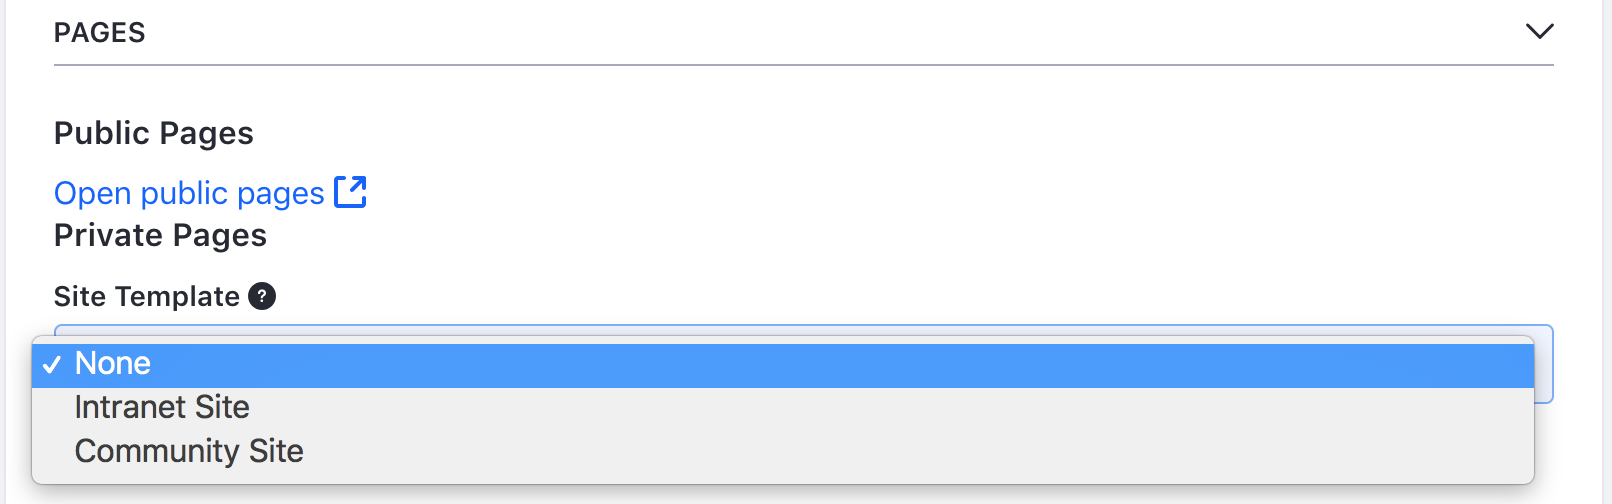 PAGES
Public Pages
Open public pages
Private Pages
Site Template ?
✓ None
Intranet Site
Community Site